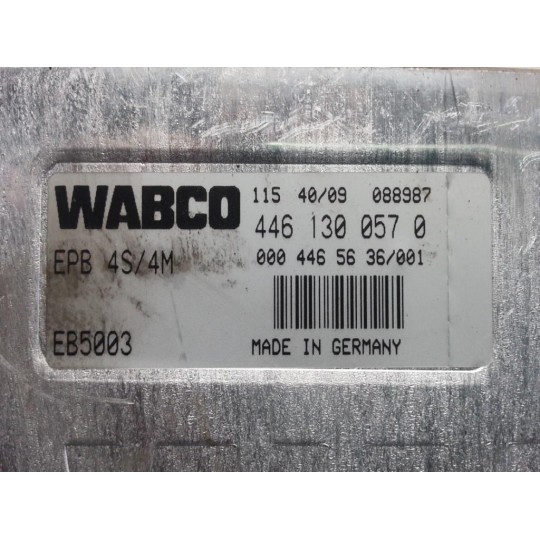 WABCO
115 40/09 088987
446 130 057 0
EPB 4S/4M
000 446 56 36/001
EB5003
MADE IN GERMANY